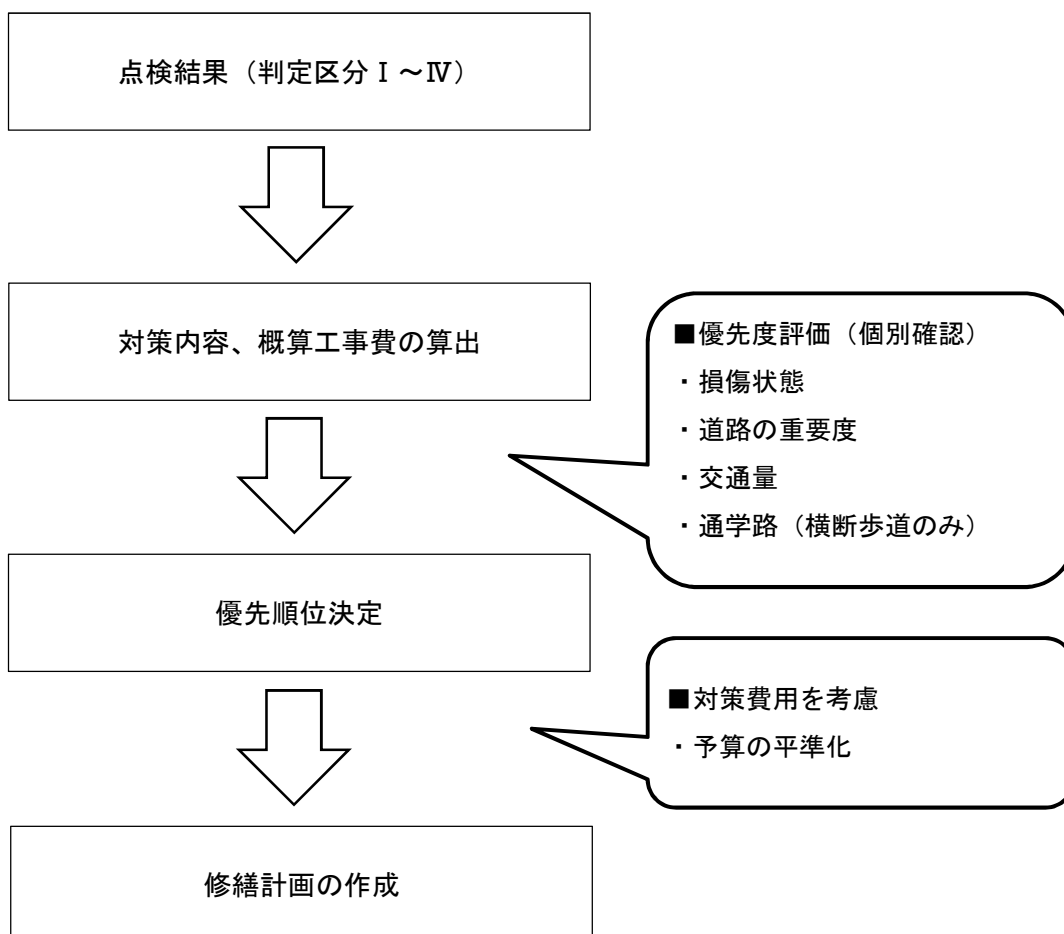 点検結果（判定区分Ⅰ～Ⅳ）
対策内容、概算工事費の算出
■優先度評価（個別確認）
・損傷状態
・道路の重要度
・交通量
・通学路（横断歩道のみ）
優先順位決定
■対策費用を考慮
・予算の平準化
修繕計画の作成